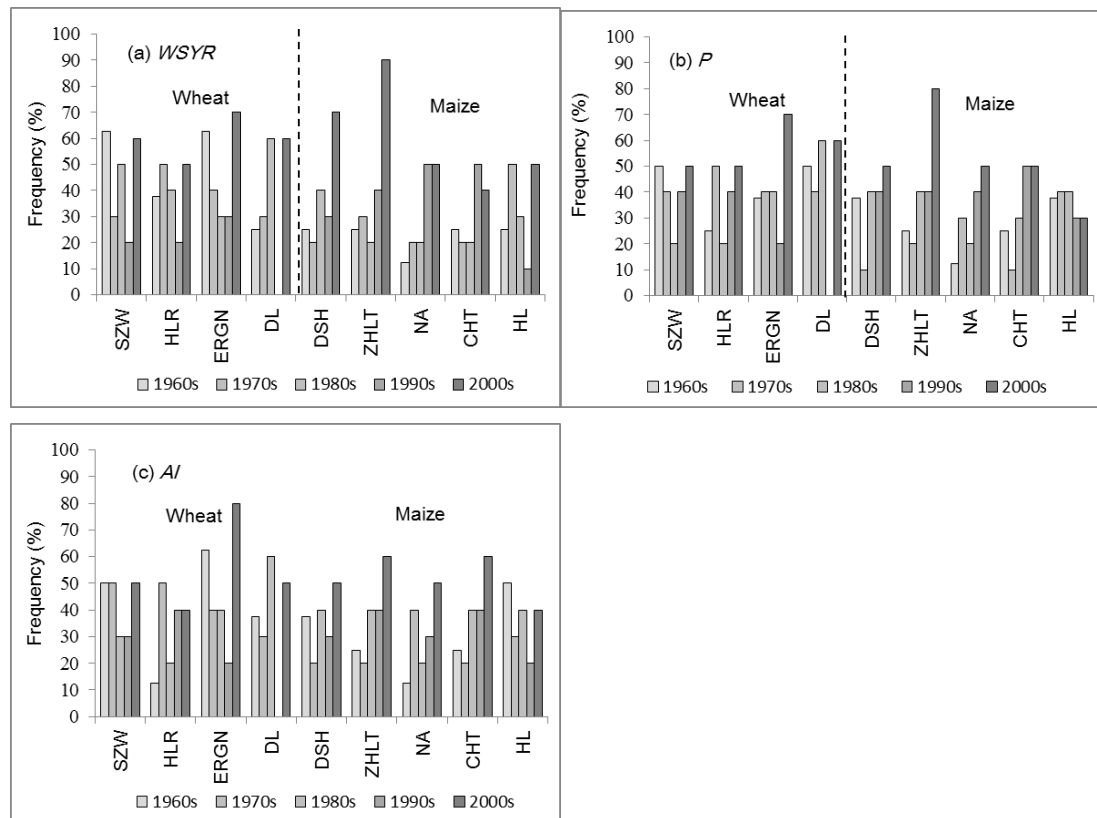 (a) WSYR
Frequency (%)
100
90
80
70
60
50
40
30
20
10
0
Wheat
Maize
SZW HLR ERGN DL DSH ZHLT NA CHT HL
1960s 1970s 1980s 1990s 2000s
(b) P
Frequency (%)
100
90
80
70
60
50
40
30
20
10
0
Wheat
Maize
SZW HLR ERGN DL DSH ZHLT NA CHT HL
1960s 1970s 1980s 1990s 2000s
(c) AI
Frequency (%)
100
90
80
70
60
50
40
30
20
10
0
Wheat
Maize
SZW HLR ERGN DL DSH ZHLT NA CHT HL
1960s 1970s 1980s 1990s 2000s